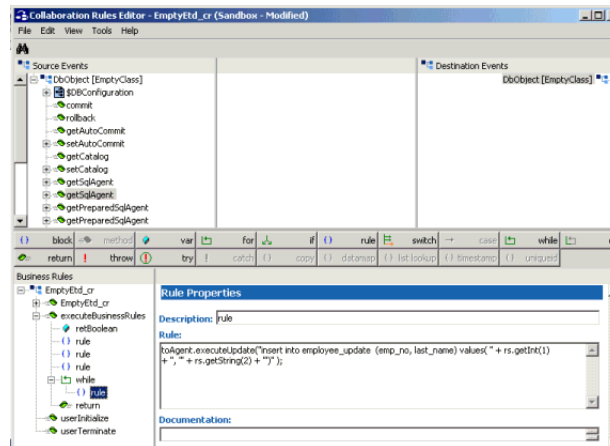 Collaboration Rules Editor - EmptyEtd_cr (Sandbox - Modified)
File Edit View Tools Help
Source Events
Destination Events
DbObject [EmptyClass]
DbObject [EmptyClass]
$DBConfiguration
commit
rollback
getAutoCommit
setAutoCommit
getCatalog
setCatalog
getSqlAgent
getSqlAgent
getPreparedSqlAgent
getPreparedSqlAgent
block method var for if rule switch case while
return throw try catch copy datamap list lookup timestamp uniqueid
Business Rules
EmptyEtd_cr
EmptyEtd_cr
executeBusinessRules
retBoolean
rule
rule
rule
while
rule
return
userInitialize
userTerminate
Rule Properties
Description: rule
Rule:
toAgent.executeUpdate("insert into employee_update (emp_no, last_name) values( " + rs.getInt(1)
+ ", '" + rs.getString(2) + "')" );
Documentation: